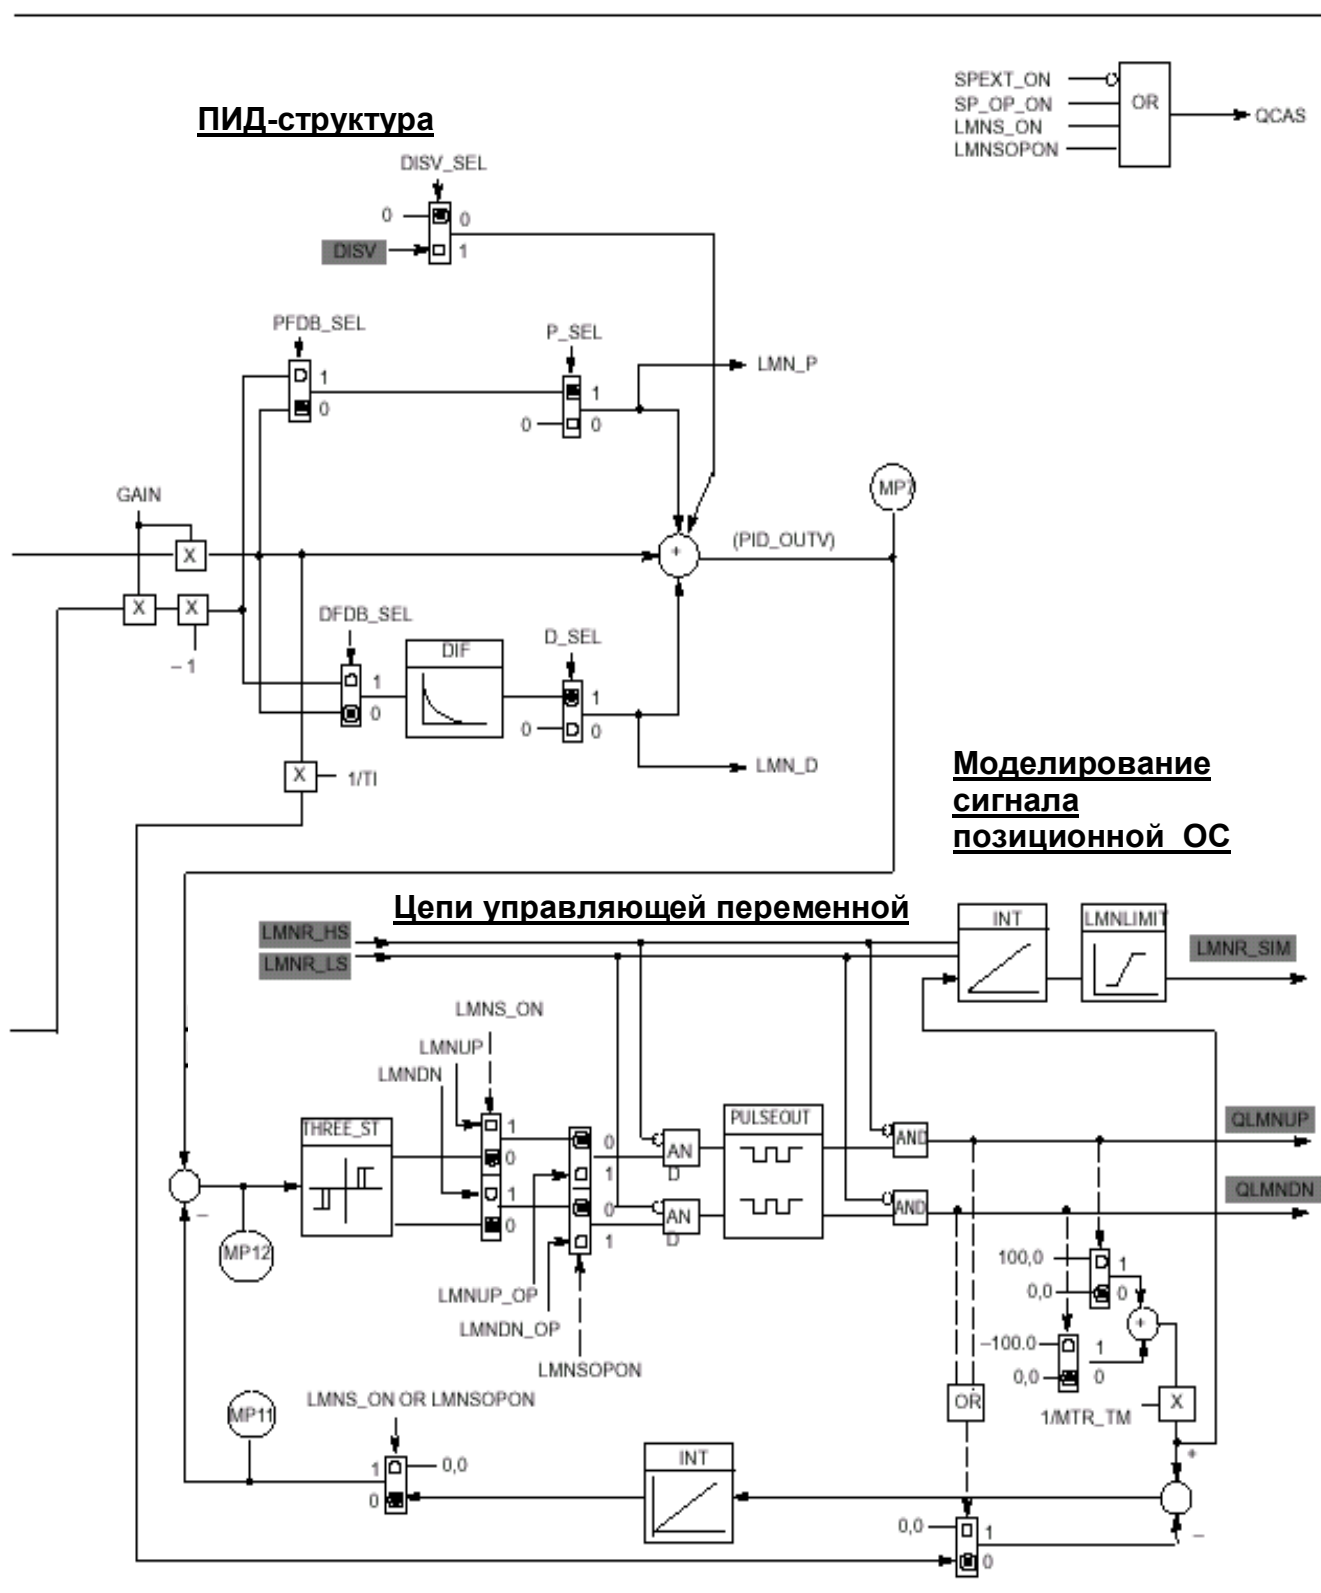 SPEXT_ON
SP_OP_ON
LMNS_ON
LMNSOPON
OR
QCAS
ПИД-структура
DISV_SEL
0
0
DISV
1
PFDB_SEL
P_SEL
1
0
1
0
0
LMN_P
GAIN
X
X
X
– 1
+
(PID_OUTV)
MP7
DFDB_SEL
DIF
D_SEL
1
0
1
0
0
LMN_D
X
1/TI
Моделирование
сигнала
позиционной ОС
Цепи управляющей переменной
LMNR_HS
LMNR_LS
INT
LMNLIMIT
LMNR_SIM
LMNS_ON
LMNUP
LMNDN
THREE_ST
1
0
1
0
0
1
0
1
AN
D
AN
D
PULSEOUT
AND
AND
QLMNUP
QLMNDN
–
MP12
LMNUP_OP
LMNDN_OP
LMNSOPON
100,0
1
0,0
0
+
–100.0
1
0,0
0
OR
1/MTR_TM
X
+
LMNS_ON OR LMNSOPON
MP11
1
0,0
0
INT
0,0
1
0
–